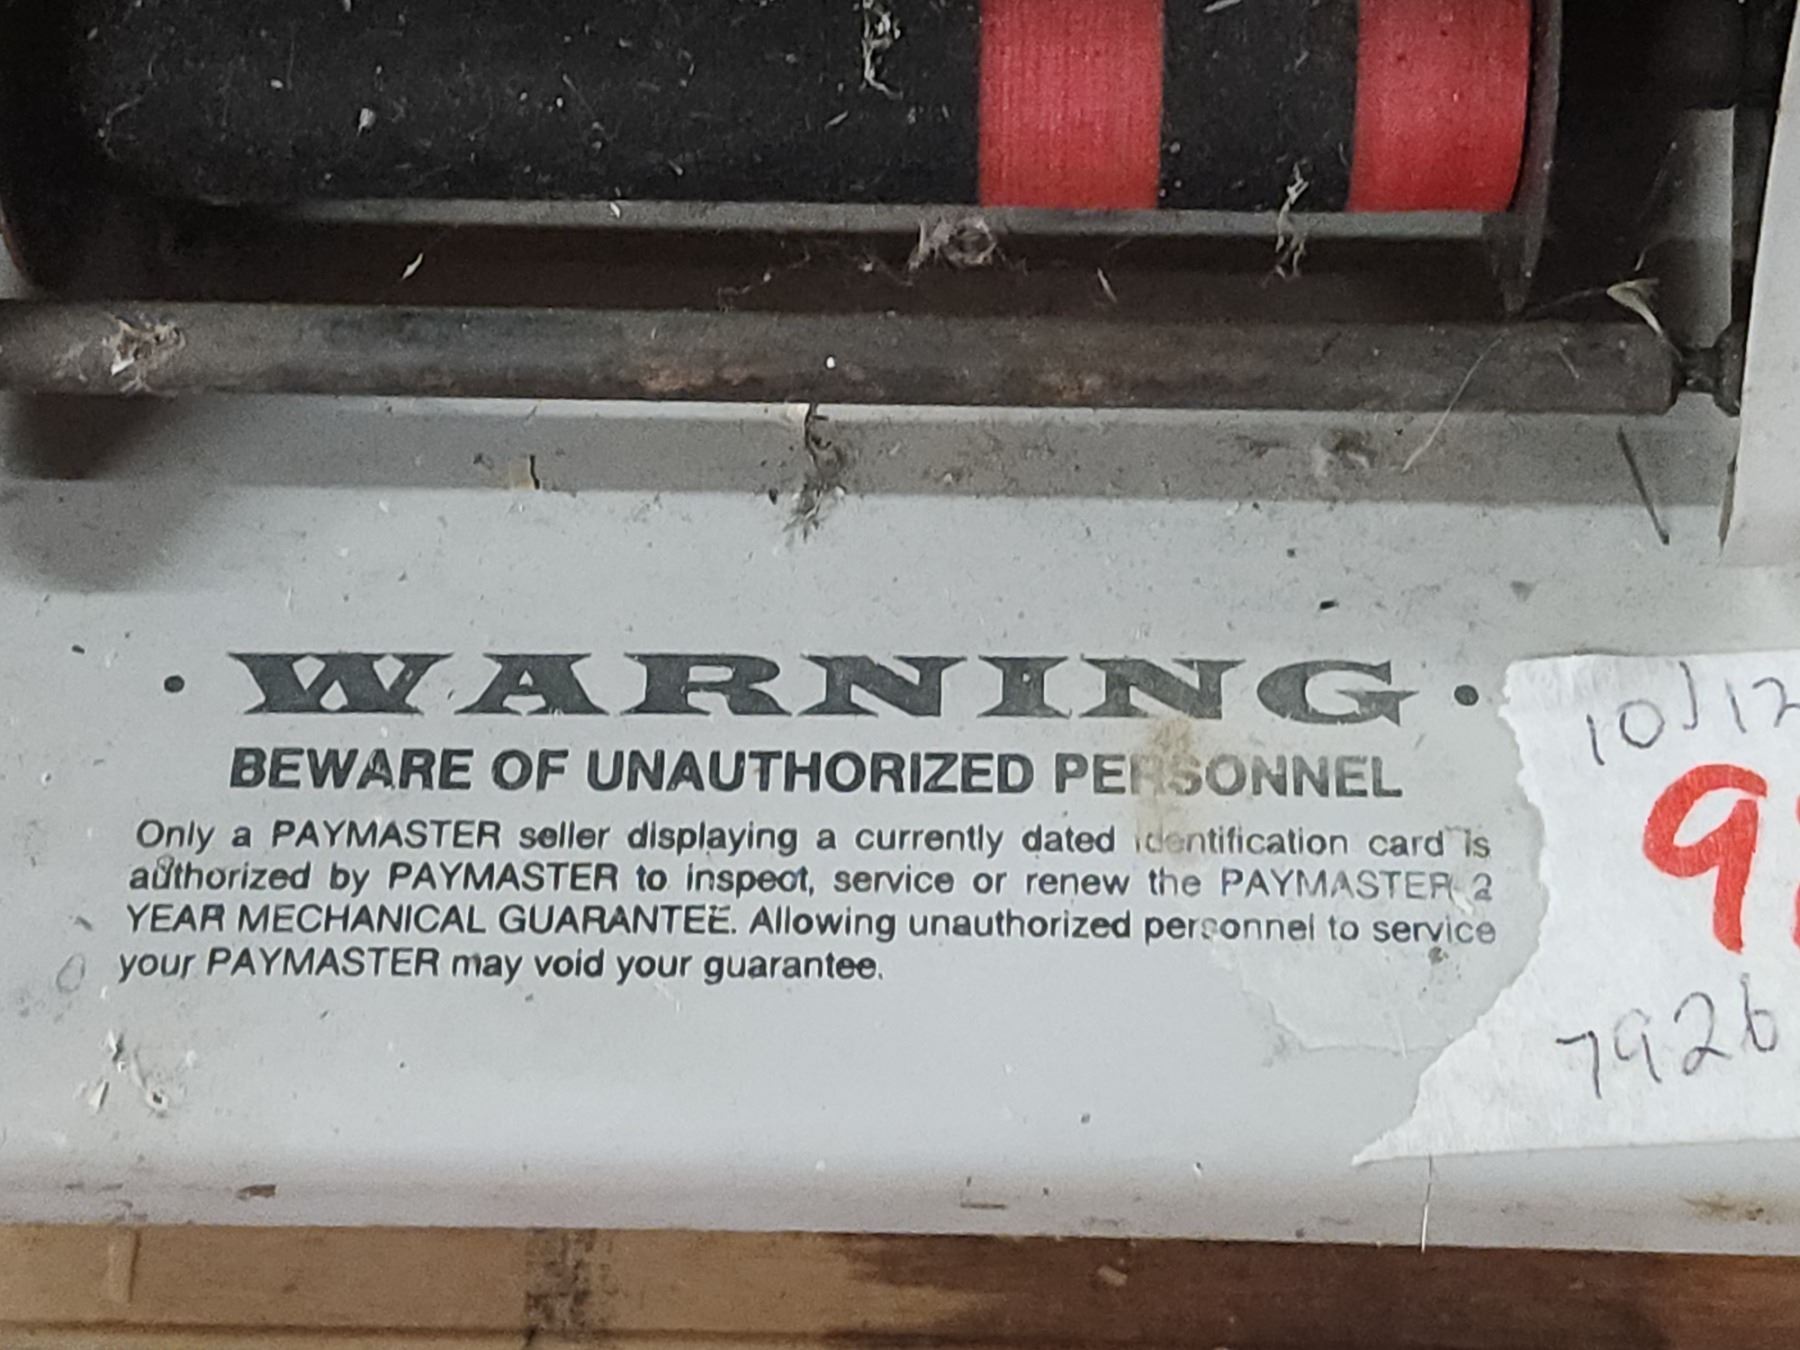 · WARNING ·
BEWARE OF UNAUTHORIZED PERSONNEL
Only a PAYMASTER seller displaying a currently dated identification card is
authorized by PAYMASTER to inspect, service or renew the PAYMASTER 2
YEAR MECHANICAL GUARANTEE. Allowing unauthorized personnel to service
your PAYMASTER may void your guarantee.
10/12
7926